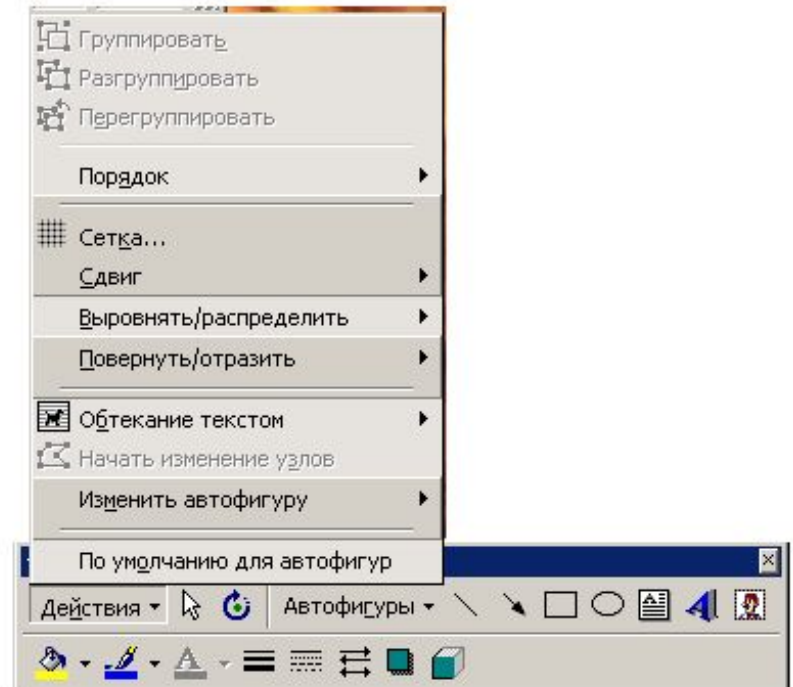 Группировать
Разгруппировать
Перегруппировать
Порядок
Сетка...
Сдвиг
Выровнять/распределить
Повернуть/отразить
Обтекание текстом
Начать изменение узлов
Изменить автофигуру
По умолчанию для автофигур
Действия Автофигуры